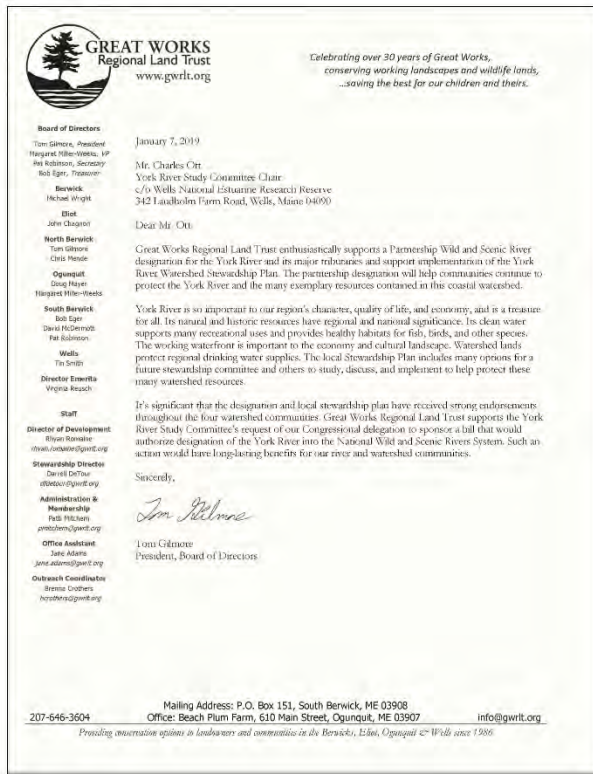 GREAT WORKS
Regional Land Trust
www.gwrlt.org
Celebrating over 30 years of Great Works,
conserving working landscapes and wildlife lands,
...saving the best for our children and theirs.
Board of Directors
Tom Gilmore, President
Margaret Miller-Weeks, VP
Pat Robinson, Secretary
Bob Eger, Treasurer
Berwick
Michael Wright
Eliot
John Chagnon
North Berwick
Tom Gilmore
Chris Mende
Ogunquit
Doug Mayer
Margaret Miller-Weeks
South Berwick
Bob Eger
David McDermott
Pat Robinson
Wells
Tin Smith
Director Emerita
Virginia Reusch
Staff
Director of Development
Rhyan Romaine
rhyan.romaine@gwrlt.org
Stewardship Director
Darrell DeTour
dldetour@gwrlt.org
Administration &
Membership
Patti Mitchem
pmitchem@gwrlt.org
Office Assistant
Jane Adams
jane.adams@gwrlt.org
Outreach Coordinator
Brenna Crothers
bcrothers@gwrlt.org
January 7, 2019
Mr. Charles Ott
York River Study Committee Chair
c/o Wells National Estuarine Research Reserve
342 Laudholm Farm Road, Wells, Maine 04090
Dear Mr. Ott:
Great Works Regional Land Trust enthusiastically supports a Partnership Wild and Scenic River
designation for the York River and its major tributaries and support implementation of the York
River Watershed Stewardship Plan. The partnership designation will help communities continue to
protect the York River and the many exemplary resources contained in this coastal watershed.
York River is so important to our region's character, quality of life, and economy, and is a treasure
for all. Its natural and historic resources have regional and national significance. Its clean water
supports many recreational uses and provides healthy habitats for fish, birds, and other species.
The working waterfront is important to the economy and cultural landscape. Watershed lands
protect regional drinking water supplies. The local Stewardship Plan includes many options for a
future stewardship committee and others to study, discuss, and implement to help protect these
many watershed resources.
It's significant that the designation and local stewardship plan have received strong endorsements
throughout the four watershed communities. Great Works Regional Land Trust supports the York
River Study Committee's request of our Congressional delegation to sponsor a bill that would
authorize designation of the York River into the National Wild and Scenic Rivers System. Such an
action would have long-lasting benefits for our river and watershed communities.
Sincerely,
Tom Gilmore
Tom Gilmore
President, Board of Directors
Mailing Address: P.O. Box 151, South Berwick, ME 03908
207-646-3604 Office: Beach Plum Farm, 610 Main Street, Ogunquit, ME 03907 info@gwrlt.org
Providing conservation options to landowners and communities in the Berwicks, Eliot, Ogunquit & Wells since 1986